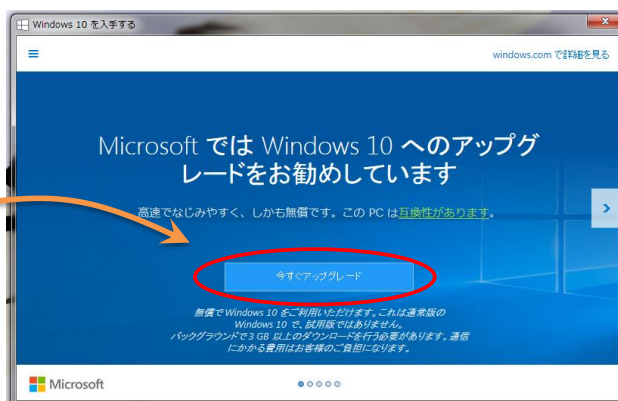 Windows 10 を入手する
windows.com で詳細を見る
Microsoft では Windows 10 へのアップグ
レードをお勧めしています
高速でなじみやすく、しかも無償です。この PC は互換性があります。
今すぐアップグレード
無償で Windows 10 をご利用いただけます。これは通常版の
Windows 10 で、試用版ではありません。
バックグラウンドで 3 GB 以上のダウンロードを行う必要があります。通信
にかかる費用はお客様のご負担になります。
Microsoft